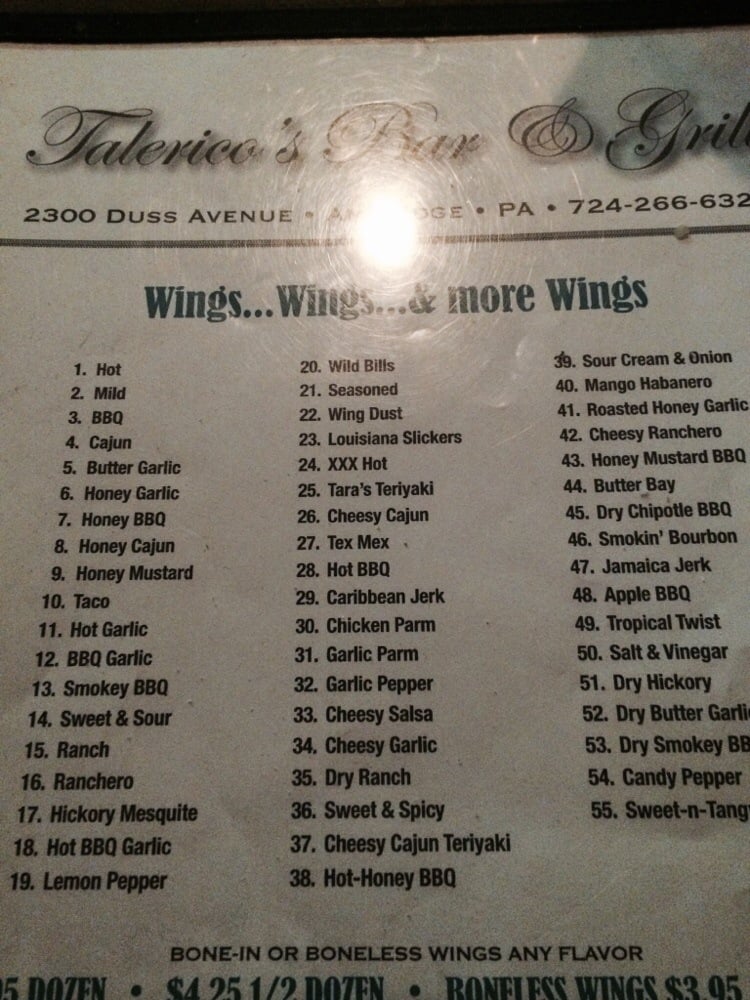 Talerico's Bar & Gril
2300 DUSS AVENUE • PA • 724-266-632
Wings...Wings...& more Wings
1. Hot
2. Mild
3. BBQ
4. Cajun
5. Butter Garlic
6. Honey Garlic
7. Honey BBQ
8. Honey Cajun
9. Honey Mustard
10. Taco
11. Hot Garlic
12. BBQ Garlic
13. Smokey BBQ
14. Sweet & Sour
15. Ranch
16. Ranchero
17. Hickory Mesquite
18. Hot BBQ Garlic
19. Lemon Pepper
20. Wild Bills
21. Seasoned
22. Wing Dust
23. Louisiana Slickers
24. XXX Hot
25. Tara's Teriyaki
26. Cheesy Cajun
27. Tex Mex
28. Hot BBQ
29. Caribbean Jerk
30. Chicken Parm
31. Garlic Parm
32. Garlic Pepper
33. Cheesy Salsa
34. Cheesy Garlic
35. Dry Ranch
36. Sweet & Spicy
37. Cheesy Cajun Teriyaki
38. Hot-Honey BBQ
39. Sour Cream & Onion
40. Mango Habanero
41. Roasted Honey Garlic
42. Cheesy Ranchero
43. Honey Mustard BBQ
44. Butter Bay
45. Dry Chipotle BBQ
46. Smokin' Bourbon
47. Jamaica Jerk
48. Apple BBQ
49. Tropical Twist
50. Salt & Vinegar
51. Dry Hickory
52. Dry Butter Garli
53. Dry Smokey BB
54. Candy Pepper
55. Sweet-n-Tang
BONE-IN OR BONELESS WINGS ANY FLAVOR
5 DOZEN • $4.25 1/2 DOZEN • BONELESS WINGS $3.95